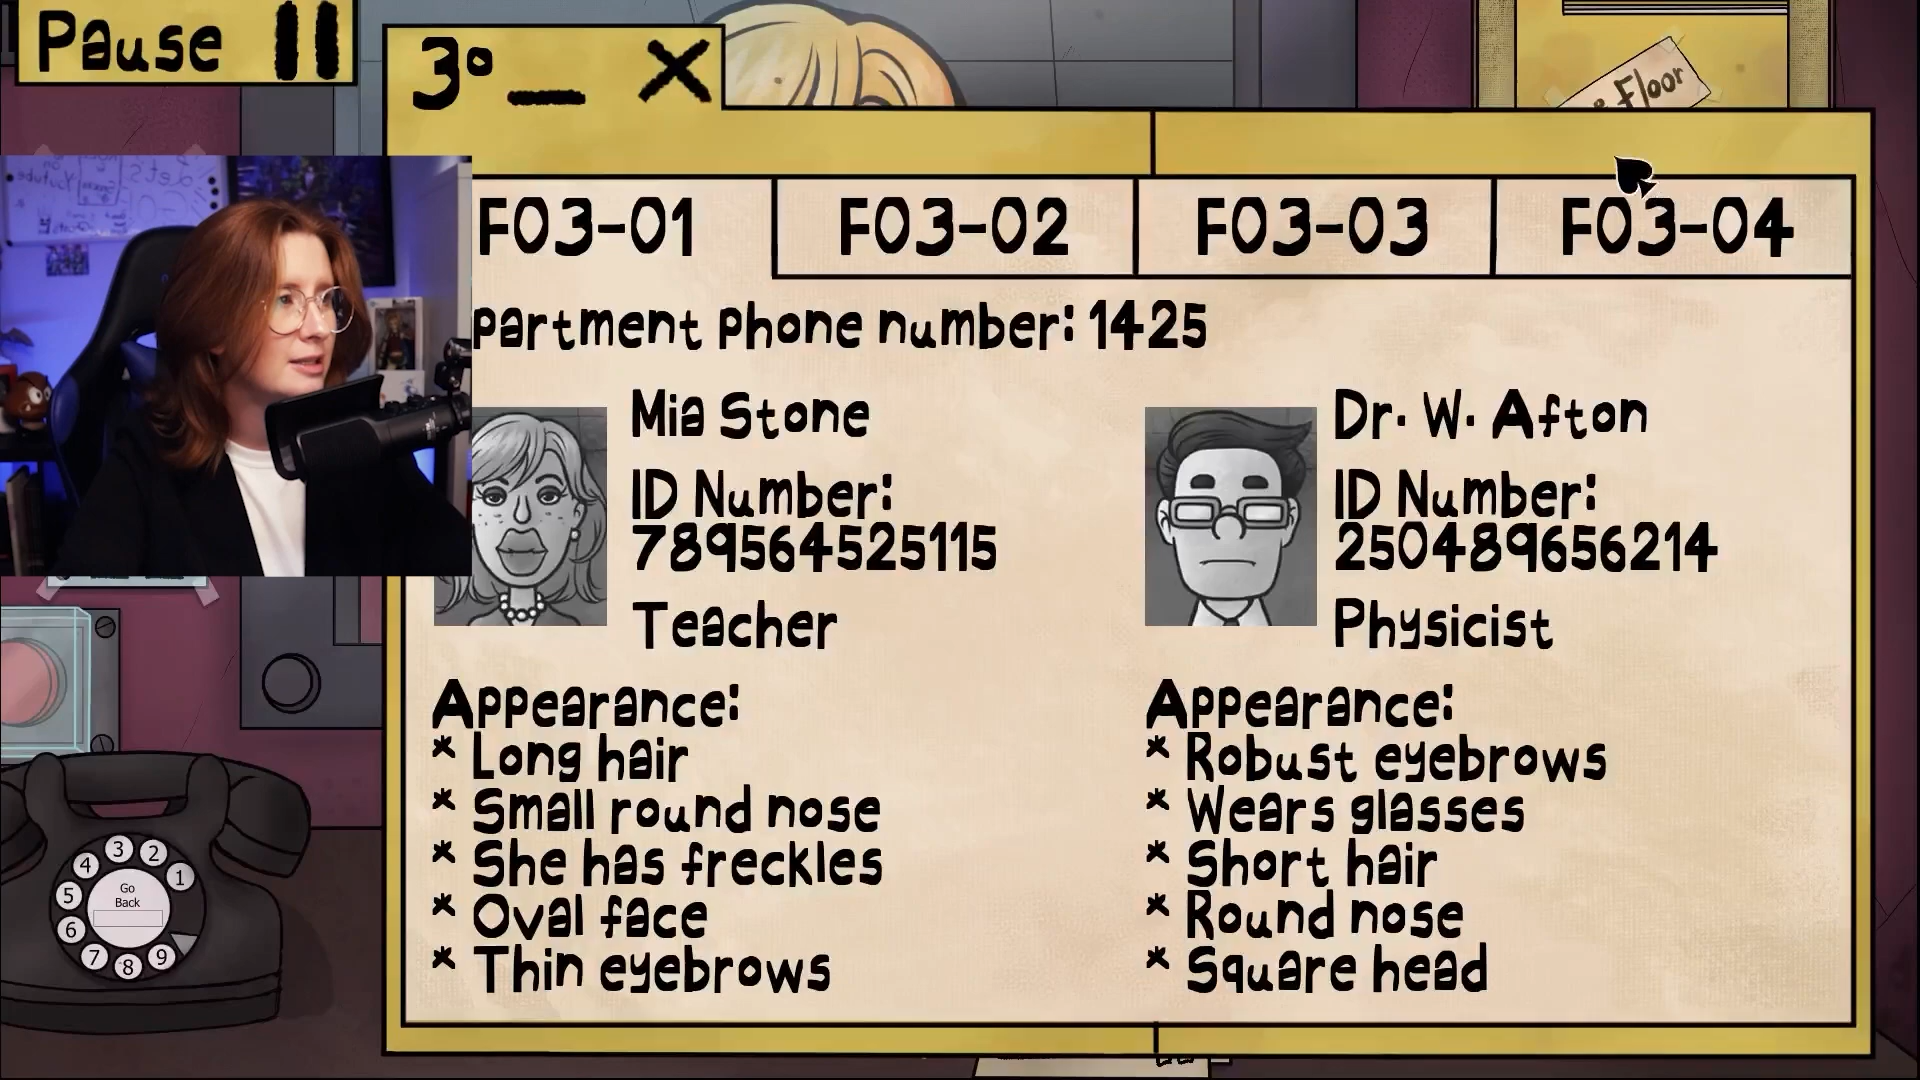 Pause
3º
Floor
F03-01
F03-02
F03-03
F03-04
partment phone number: 1425
Mia Stone
ID Number:
789564525115
Teacher
Appearance:
* Long hair
* Small round nose
* She has freckles
* Oval face
* Thin eyebrows
Dr. W. Afton
ID Number:
250489656214
Physicist
Appearance:
* Robust eyebrows
* Wears glasses
* Short hair
* Round nose
* Square head
1
2
3
4
5
6
7
8
9
Go
Back